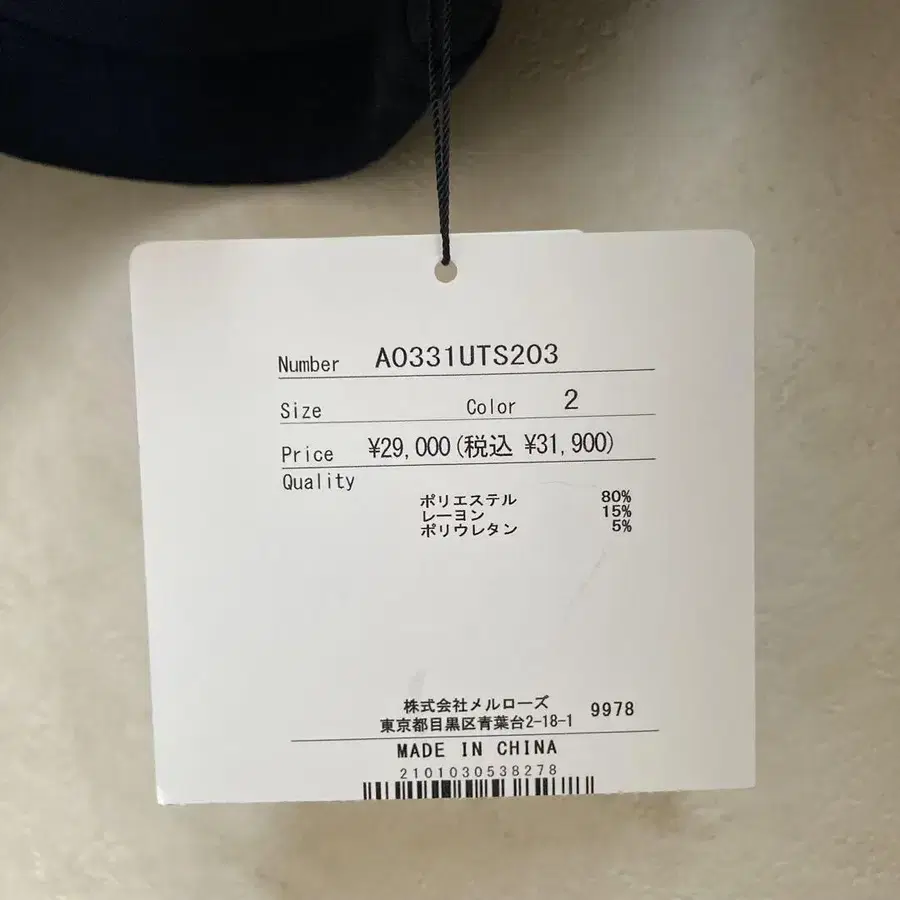 Number A0331UTS203
Size Color 2
Price ¥29,000(税込 ¥31,900)
Quality
ポリエステル 80%
レーヨン 15%
ポリウレタン 5%
株式会社メルローズ 9978
東京都目黒区青葉台2-18-1
MADE IN CHINA
2101030538278